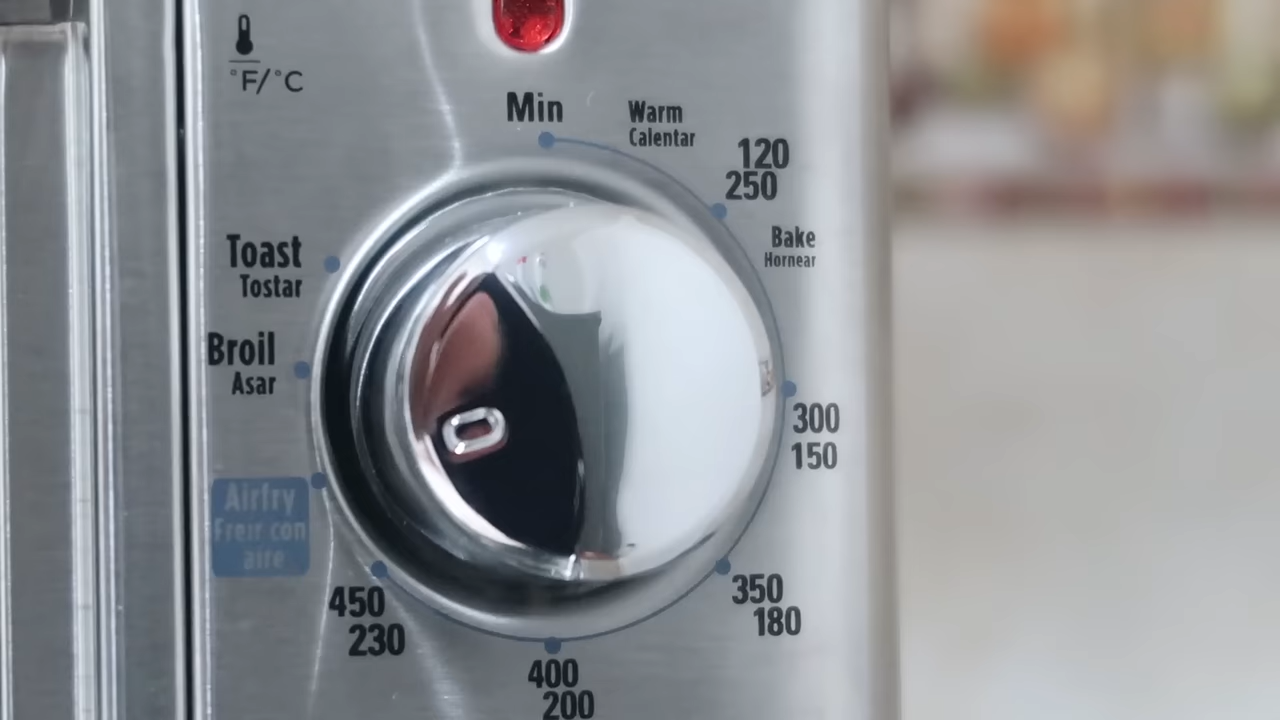 °F/°C
Min
Warm
Calentar
120
250
Bake
Hornear
Toast
Tostar
Broil
Asar
300
150
Airfry
Freir con
aire
350
180
450
230
400
200